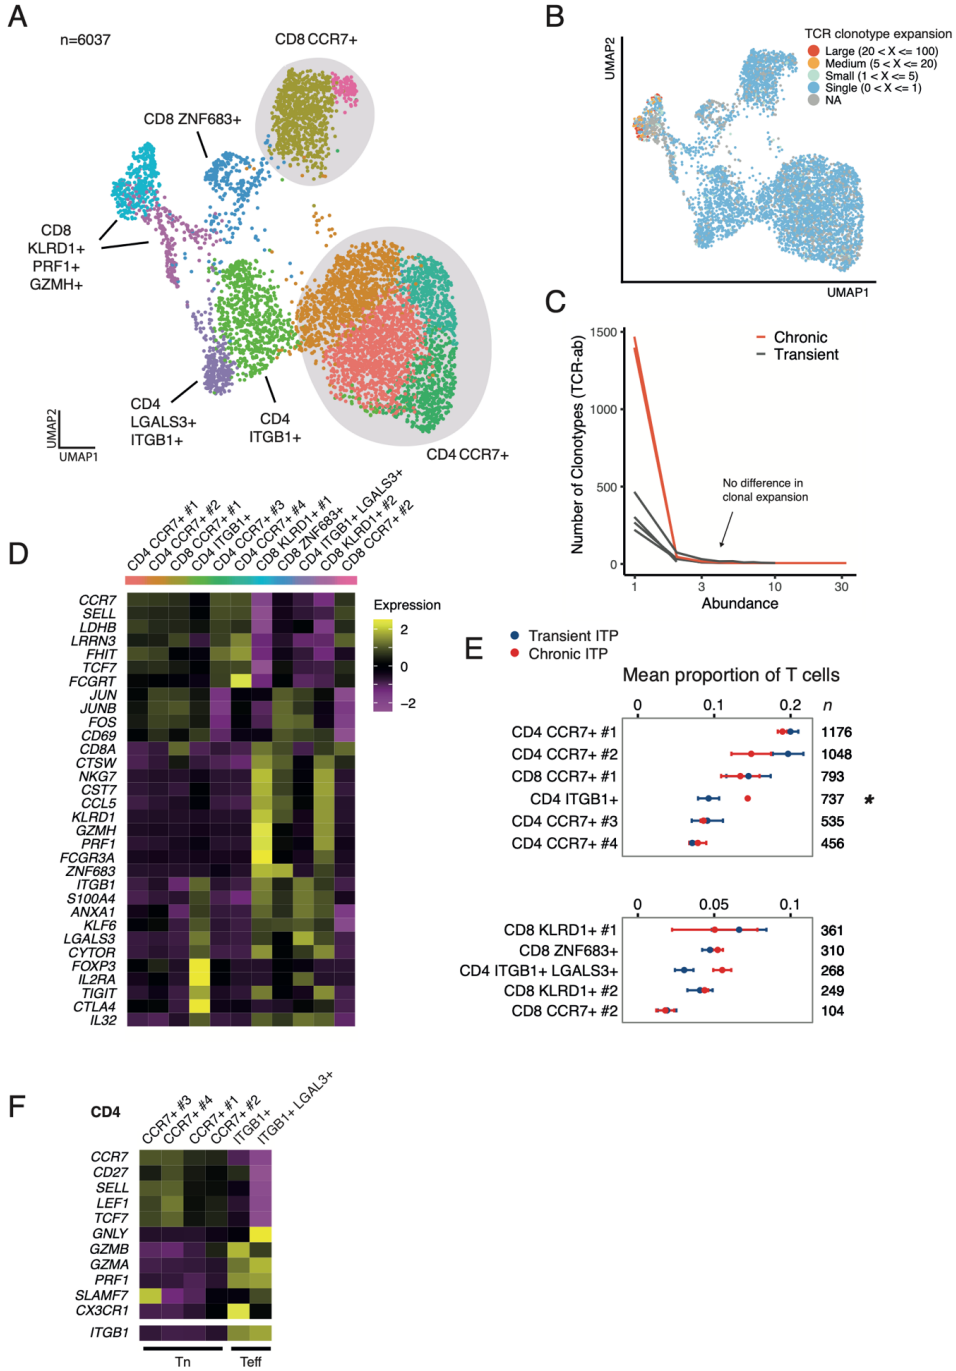 A
n=6037
CD8 CCR7+
CD8 ZNF683+
CD8
KLRD1+
PRF1+
GZMH+
CD4
LGALS3+
ITGB1+
CD4
ITGB1+
CD4 CCR7+
UMAP2
UMAP1
B
UMAP2
UMAP1
TCR clonotype expansion
Large (20 < X <= 100)
Medium (5 < X <= 20)
Small (1 < X <= 5)
Single (0 < X <= 1)
NA
C
Number of Clonotypes (TCR-ab)
1500
1000
500
0
Chronic
Transient
No difference in
clonal expansion
1
3
10
30
Abundance
D
CD4 CCR7+ #1
CD4 CCR7+ #2
CD8 CCR7+ #1
CD4 ITGB1+
CD4 CCR7+ #3
CD4 CCR7+ #4
CD8 KLRD1+ #1
CD8 ZNF683+
CD4 ITGB1+ LGALS3+
CD8 KLRD1+ #2
CD8 CCR7+ #2
CCR7
SELL
LDHB
LRRN3
FHIT
TCF7
FCGRT
JUN
JUNB
FOS
CD69
CD8A
CTSW
NKG7
CST7
CCL5
KLRD1
GZMH
PRF1
FCGR3A
ZNF683
ITGB1
S100A4
ANXA1
KLF6
LGALS3
CYTOR
FOXP3
IL2RA
TIGIT
CTLA4
IL32
Expression
2
0
−2
E
Transient ITP
Chronic ITP
Mean proportion of T cells
0 0.1 0.2 n
CD4 CCR7+ #1 1176
CD4 CCR7+ #2 1048
CD8 CCR7+ #1 793
CD4 ITGB1+ 737 *
CD4 CCR7+ #3 535
CD4 CCR7+ #4 456
0 0.05 0.1
CD8 KLRD1+ #1 361
CD8 ZNF683+ 310
CD4 ITGB1+ LGALS3+ 268
CD8 KLRD1+ #2 249
CD8 CCR7+ #2 104
F
CD4
CCR7+ #3
CCR7+ #4
CCR7+ #1
CCR7+ #2
ITGB1+
ITGB1+ LGAL3+
CCR7
CD27
SELL
LEF1
TCF7
GNLY
GZMB
GZMA
PRF1
SLAMF7
CX3CR1
ITGB1
Tn
Teff